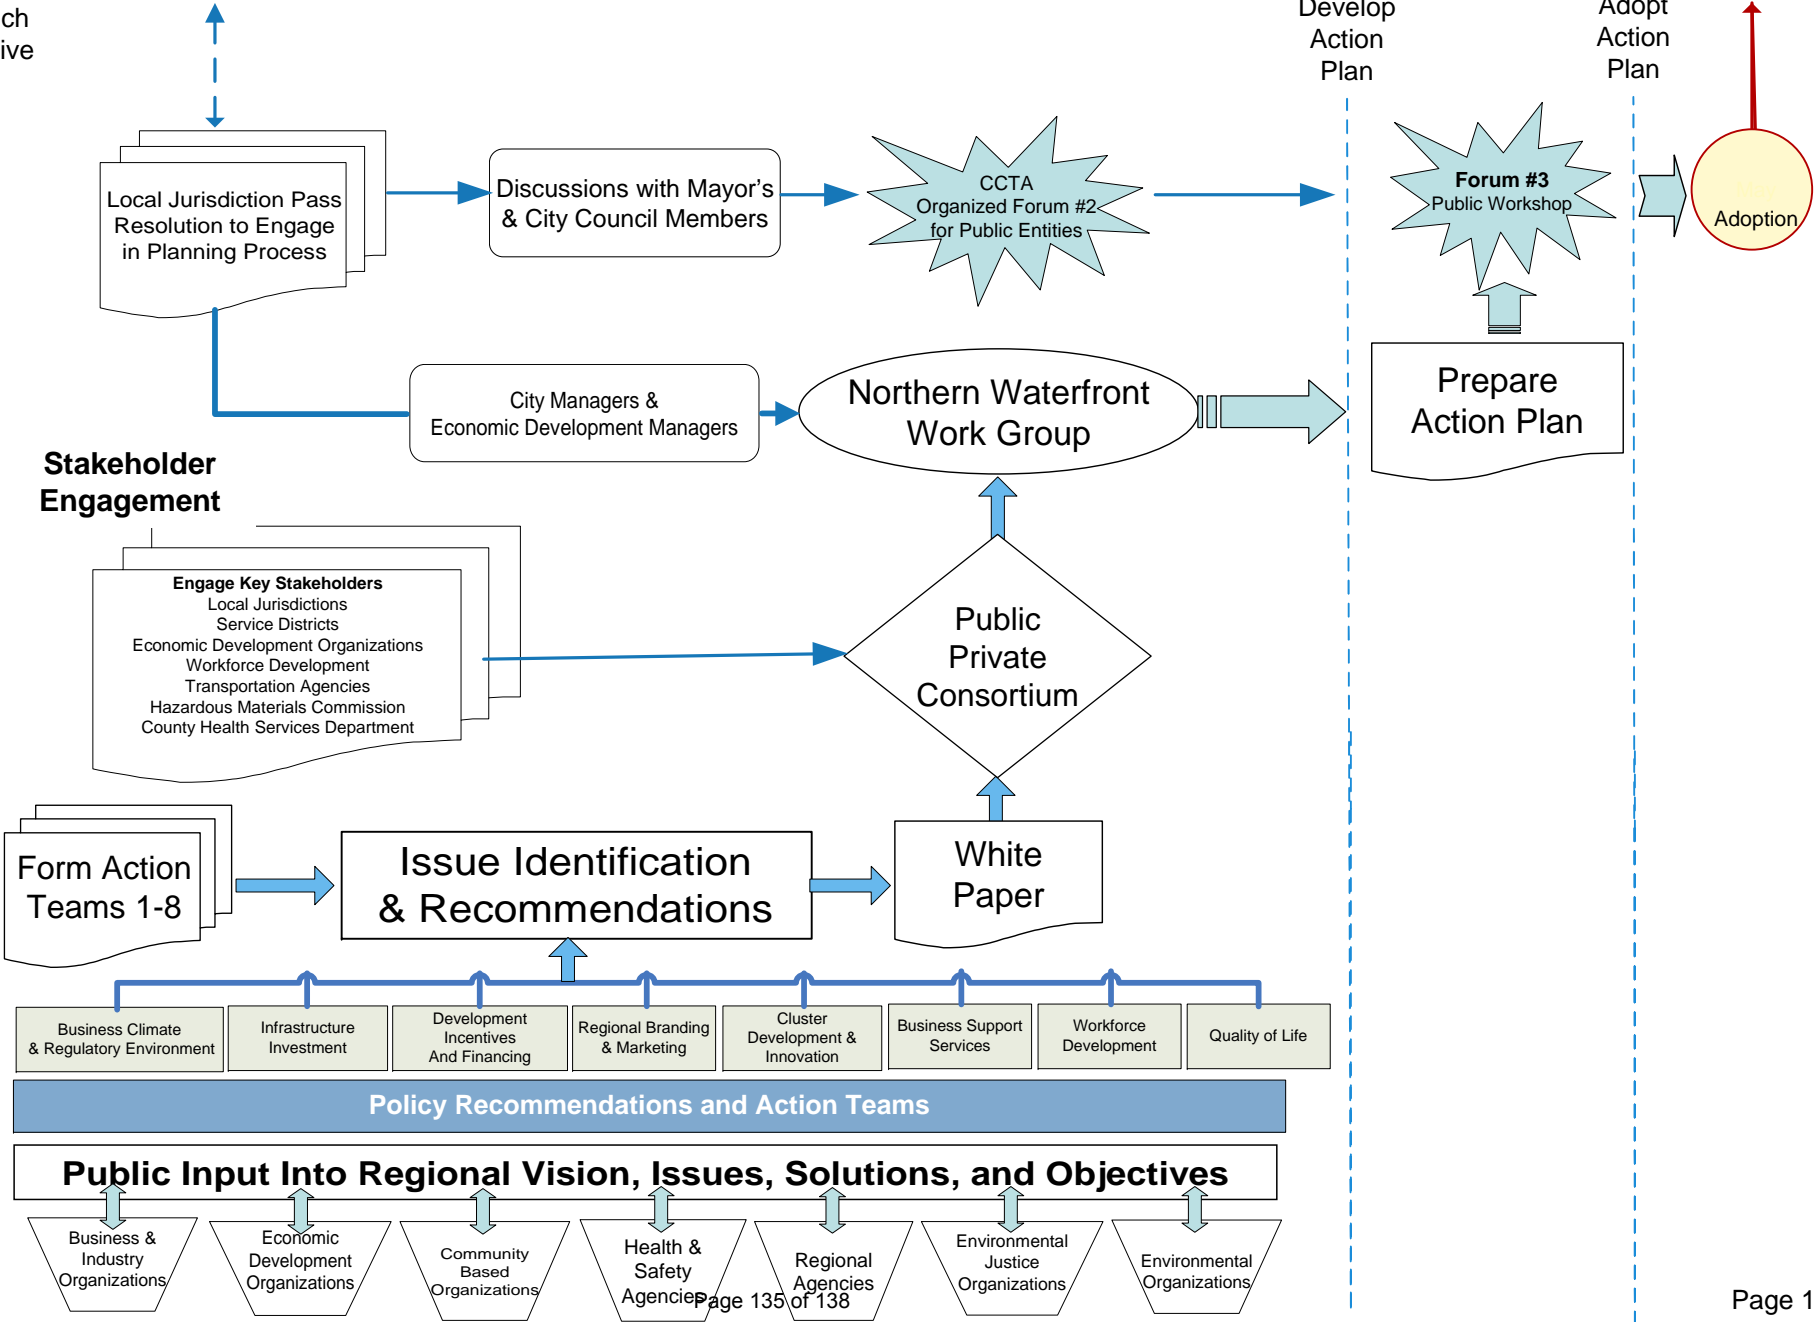 ch
ive
Develop
Action
Plan
Adopt
Action
Plan
Local Jurisdiction Pass
Resolution to Engage
in Planning Process
Discussions with Mayor's
& City Council Members
CCTA
Organized Forum #2
for Public Entities
Forum #3
Public Workshop
Adoption
City Managers &
Economic Development Managers
Northern Waterfront
Work Group
Prepare
Action Plan
Stakeholder
Engagement
Engage Key Stakeholders
Local Jurisdictions
Service Districts
Economic Development Organizations
Workforce Development
Transportation Agencies
Hazardous Materials Commission
County Health Services Department
Public
Private
Consortium
Form Action
Teams 1-8
Issue Identification
& Recommendations
White
Paper
Business Climate
& Regulatory Environment
Infrastructure
Investment
Development
Incentives
And Financing
Regional Branding
& Marketing
Cluster
Development &
Innovation
Business Support
Services
Workforce
Development
Quality of Life
Policy Recommendations and Action Teams
Public Input Into Regional Vision, Issues, Solutions, and Objectives
Business &
Industry
Organizations
Economic
Development
Organizations
Community
Based
Organizations
Health &
Safety
Agencies
Regional
Agencies
Environmental
Justice
Organizations
Environmental
Organizations
Page 135 of 138
Page 1